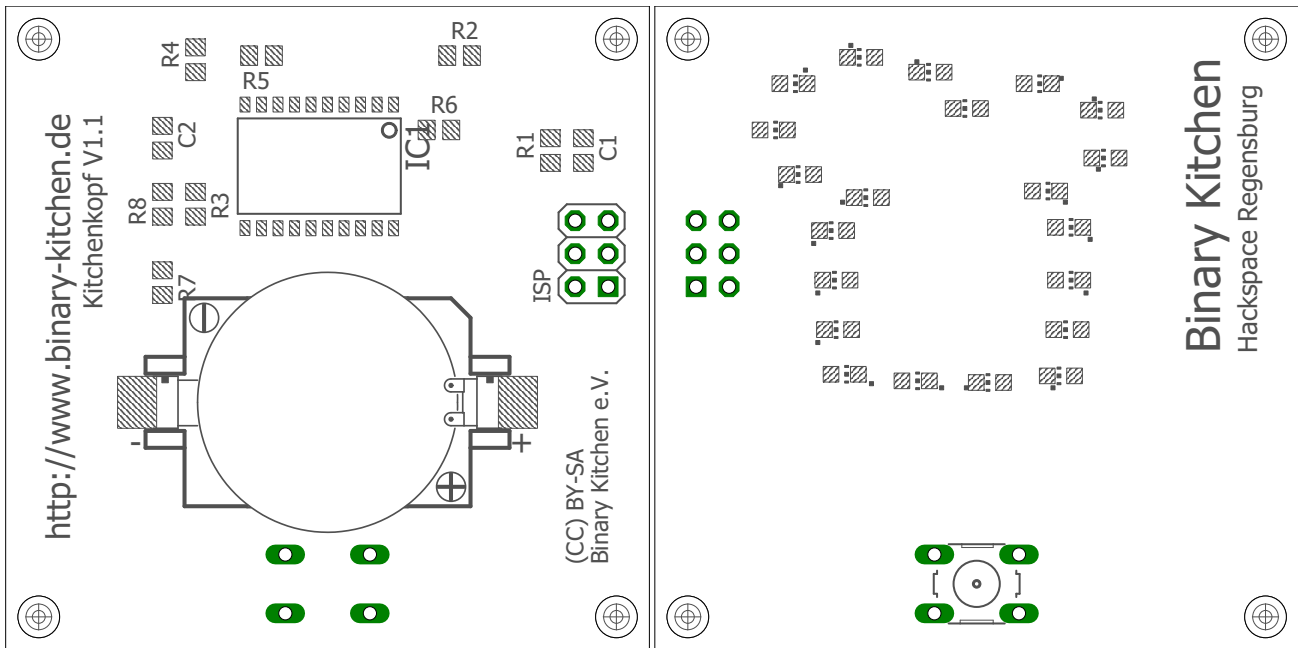 http://www.binary-kitchen.de
Kitchenkopf V1.1
R4
R5
R2
R6
C2
IC1
R1
C1
R8
R3
R7
ISP
-
+
(CC) BY-SA
Binary Kitchen e.V.
Binary Kitchen
Hackspace Regensburg